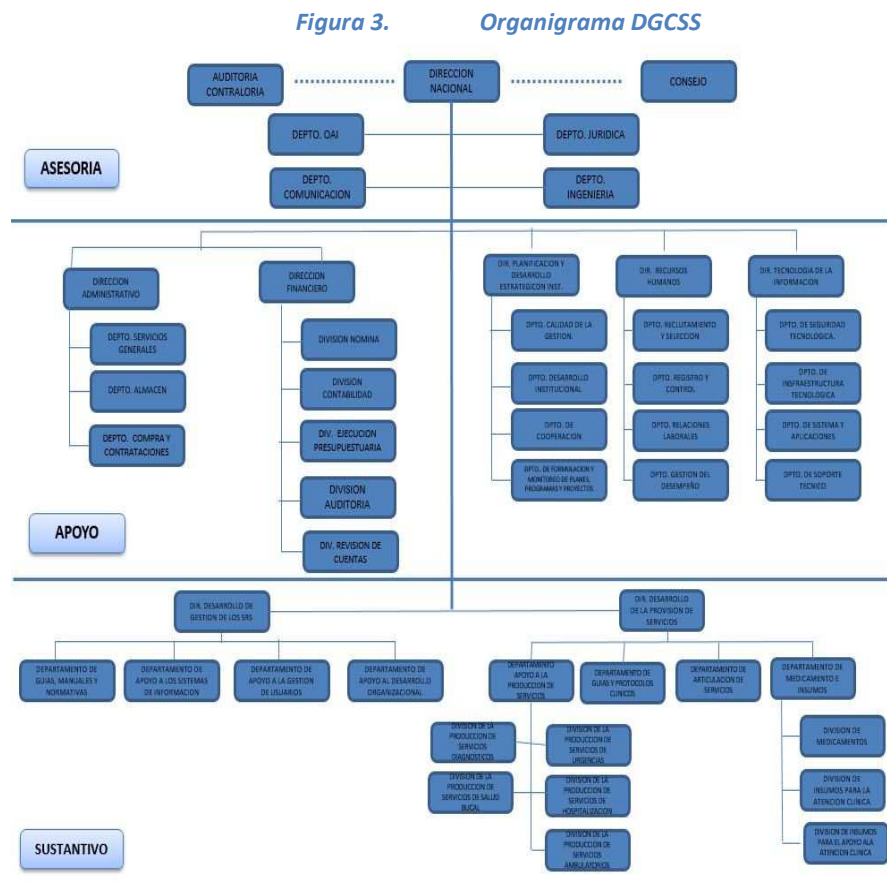 Figura 3. Organigrama DGCSS
AUDITORIA
CONTRALORIA
DIRECCION
NACIONAL
CONSEJO
DEPTO. OAI
DEPTO. JURIDICA
ASESORIA
DEPTO.
COMUNICACION
DEPTO.
INGENIERIA
DIRECCION
ADMINISTRATIVO
DIRECCION
FINANCIERO
DIR. PLANIFICACION Y
DESARROLLO
ESTRATEGICON INST.
DIR. RECURSOS
HUMANOS
DIR. TECNOLOGIA DE LA
INFORMACION
DEPTO. SERVICIOS
GENERALES
DEPTO. ALMACEN
DEPTO. COMPRA Y
CONTRATACIONES
DIVISION NOMINA
DIVISION
CONTABILIDAD
DIV. EJECUCION
PRESUPUESTUARIA
DIVISION
AUDITORIA
DIV. REVISION DE
CUENTAS
DPTO. CALIDAD DE LA
GESTION.
DPTO. DESARROLLO
INSTITUCIONAL
DPTO. DE
COOPERACION
DPTO. DE FORMULACION Y
MONITOREO DE PLANES,
PROGRAMAS Y PROYECTOS.
DPTO. RECLUTAMIENTO
Y SELECCION
DPTO. REGISTRO Y
CONTROL
DPTO. RELACIONES
LABORALES
DPTO. GESTION DEL
DESEMPEÑO
DPTO. DE SEGURIDAD
TECNOLOGICA.
DPTO. DE
INSFRAESTRUCTURA
TECNOLOGICA
DPTO. DE SISTEMA Y
APLICACIONES
DPTO. DE SOPORTE
TECNICO
APOYO
DIR. DESARROLLO DE
GESTION DE LOS SRS
DIR. DESARROLLO
DE LA PROVISION DE
SERVICIOS
DEPARTAMENTO DE
GUIAS, MANUALES Y
NORMATIVAS
DEPARTAMENTO DE
APOYO A LOS SISTEMAS
DE INFORMACION
DEPARTAMENTO DE
APOYO A LA GESTION
DE USUARIOS
DEPARTAMENTO DE
APOYO AL DESARROLLO
ORGANIZACIONAL
DEPARTAMENTO
APOYO A LA
PRODUCCION DE
SERVICIOS
DEPARTAMENTO DE
GUIAS Y PROTOCOLOS
CLINICOS
DEPARTAMENTO DE
ARTICULACION DE
SERVICIOS
DEPARTAMENTO DE
MEDICAMENTO E
INSUMOS
DIVISION DE LA
PRODUCCION DE
SERVICIOS
DIAGNOSTICOS
DIVISION DE LA
PRODUCCION DE
SERVICIOS DE
URGENCIAS
DIVISION DE LA
PRODUCCION DE
SERVICIOS DE SALUD
BUCAL
DIVISION DE LA
PRODUCCION DE
SERVICIOS DE
HOSPITALIZACION
DIVISION DE LA
PRODUCCION DE
SERVICIOS
AMBULATORIOS
DIVISION DE
MEDICAMENTOS
DIVISION DE
INSUMOS PARA LA
ATENCION CLÍNICA
DIVISION DE INSUMOS
PARA EL APOYO ALA
ATENCION CLINICA
SUSTANTIVO